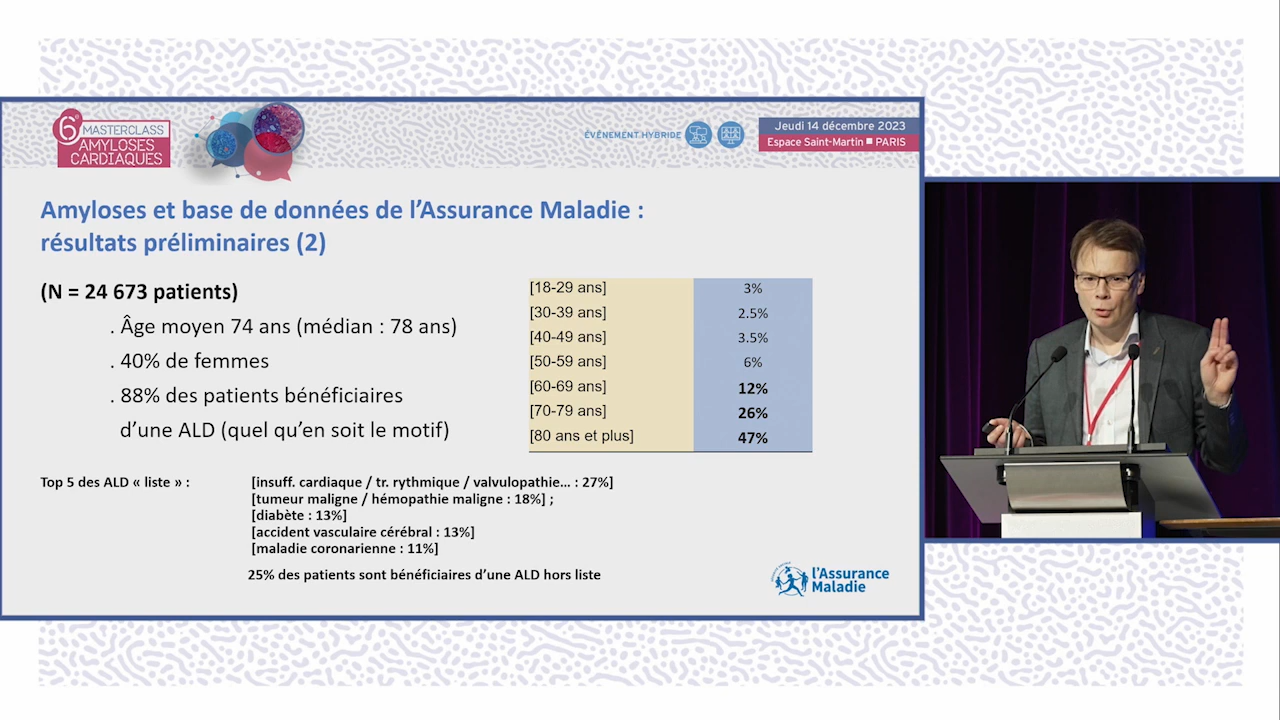 6e MASTERCLASS
AMYLOSES
CARDIAQUES
ÉVÉNEMENT HYBRIDE
Jeudi 14 décembre 2023
Espace Saint-Martin ■ PARIS
Amyloses et base de données de l’Assurance Maladie :
résultats préliminaires (2)
(N = 24 673 patients)
. Âge moyen 74 ans (médian : 78 ans)
. 40% de femmes
. 88% des patients bénéficiaires
d’une ALD (quel qu’en soit le motif)
[18-29 ans] 3%
[30-39 ans] 2.5%
[40-49 ans] 3.5%
[50-59 ans] 6%
[60-69 ans] 12%
[70-79 ans] 26%
[80 ans et plus] 47%
Top 5 des ALD « liste » : [insuff. cardiaque / tr. rythmique / valvulopathie... : 27%]
[tumeur maligne / hémopathie maligne : 18%] ;
[diabète : 13%]
[accident vasculaire cérébral : 13%]
[maladie coronarienne : 11%]
25% des patients sont bénéficiaires d’une ALD hors liste
l’Assurance
Maladie